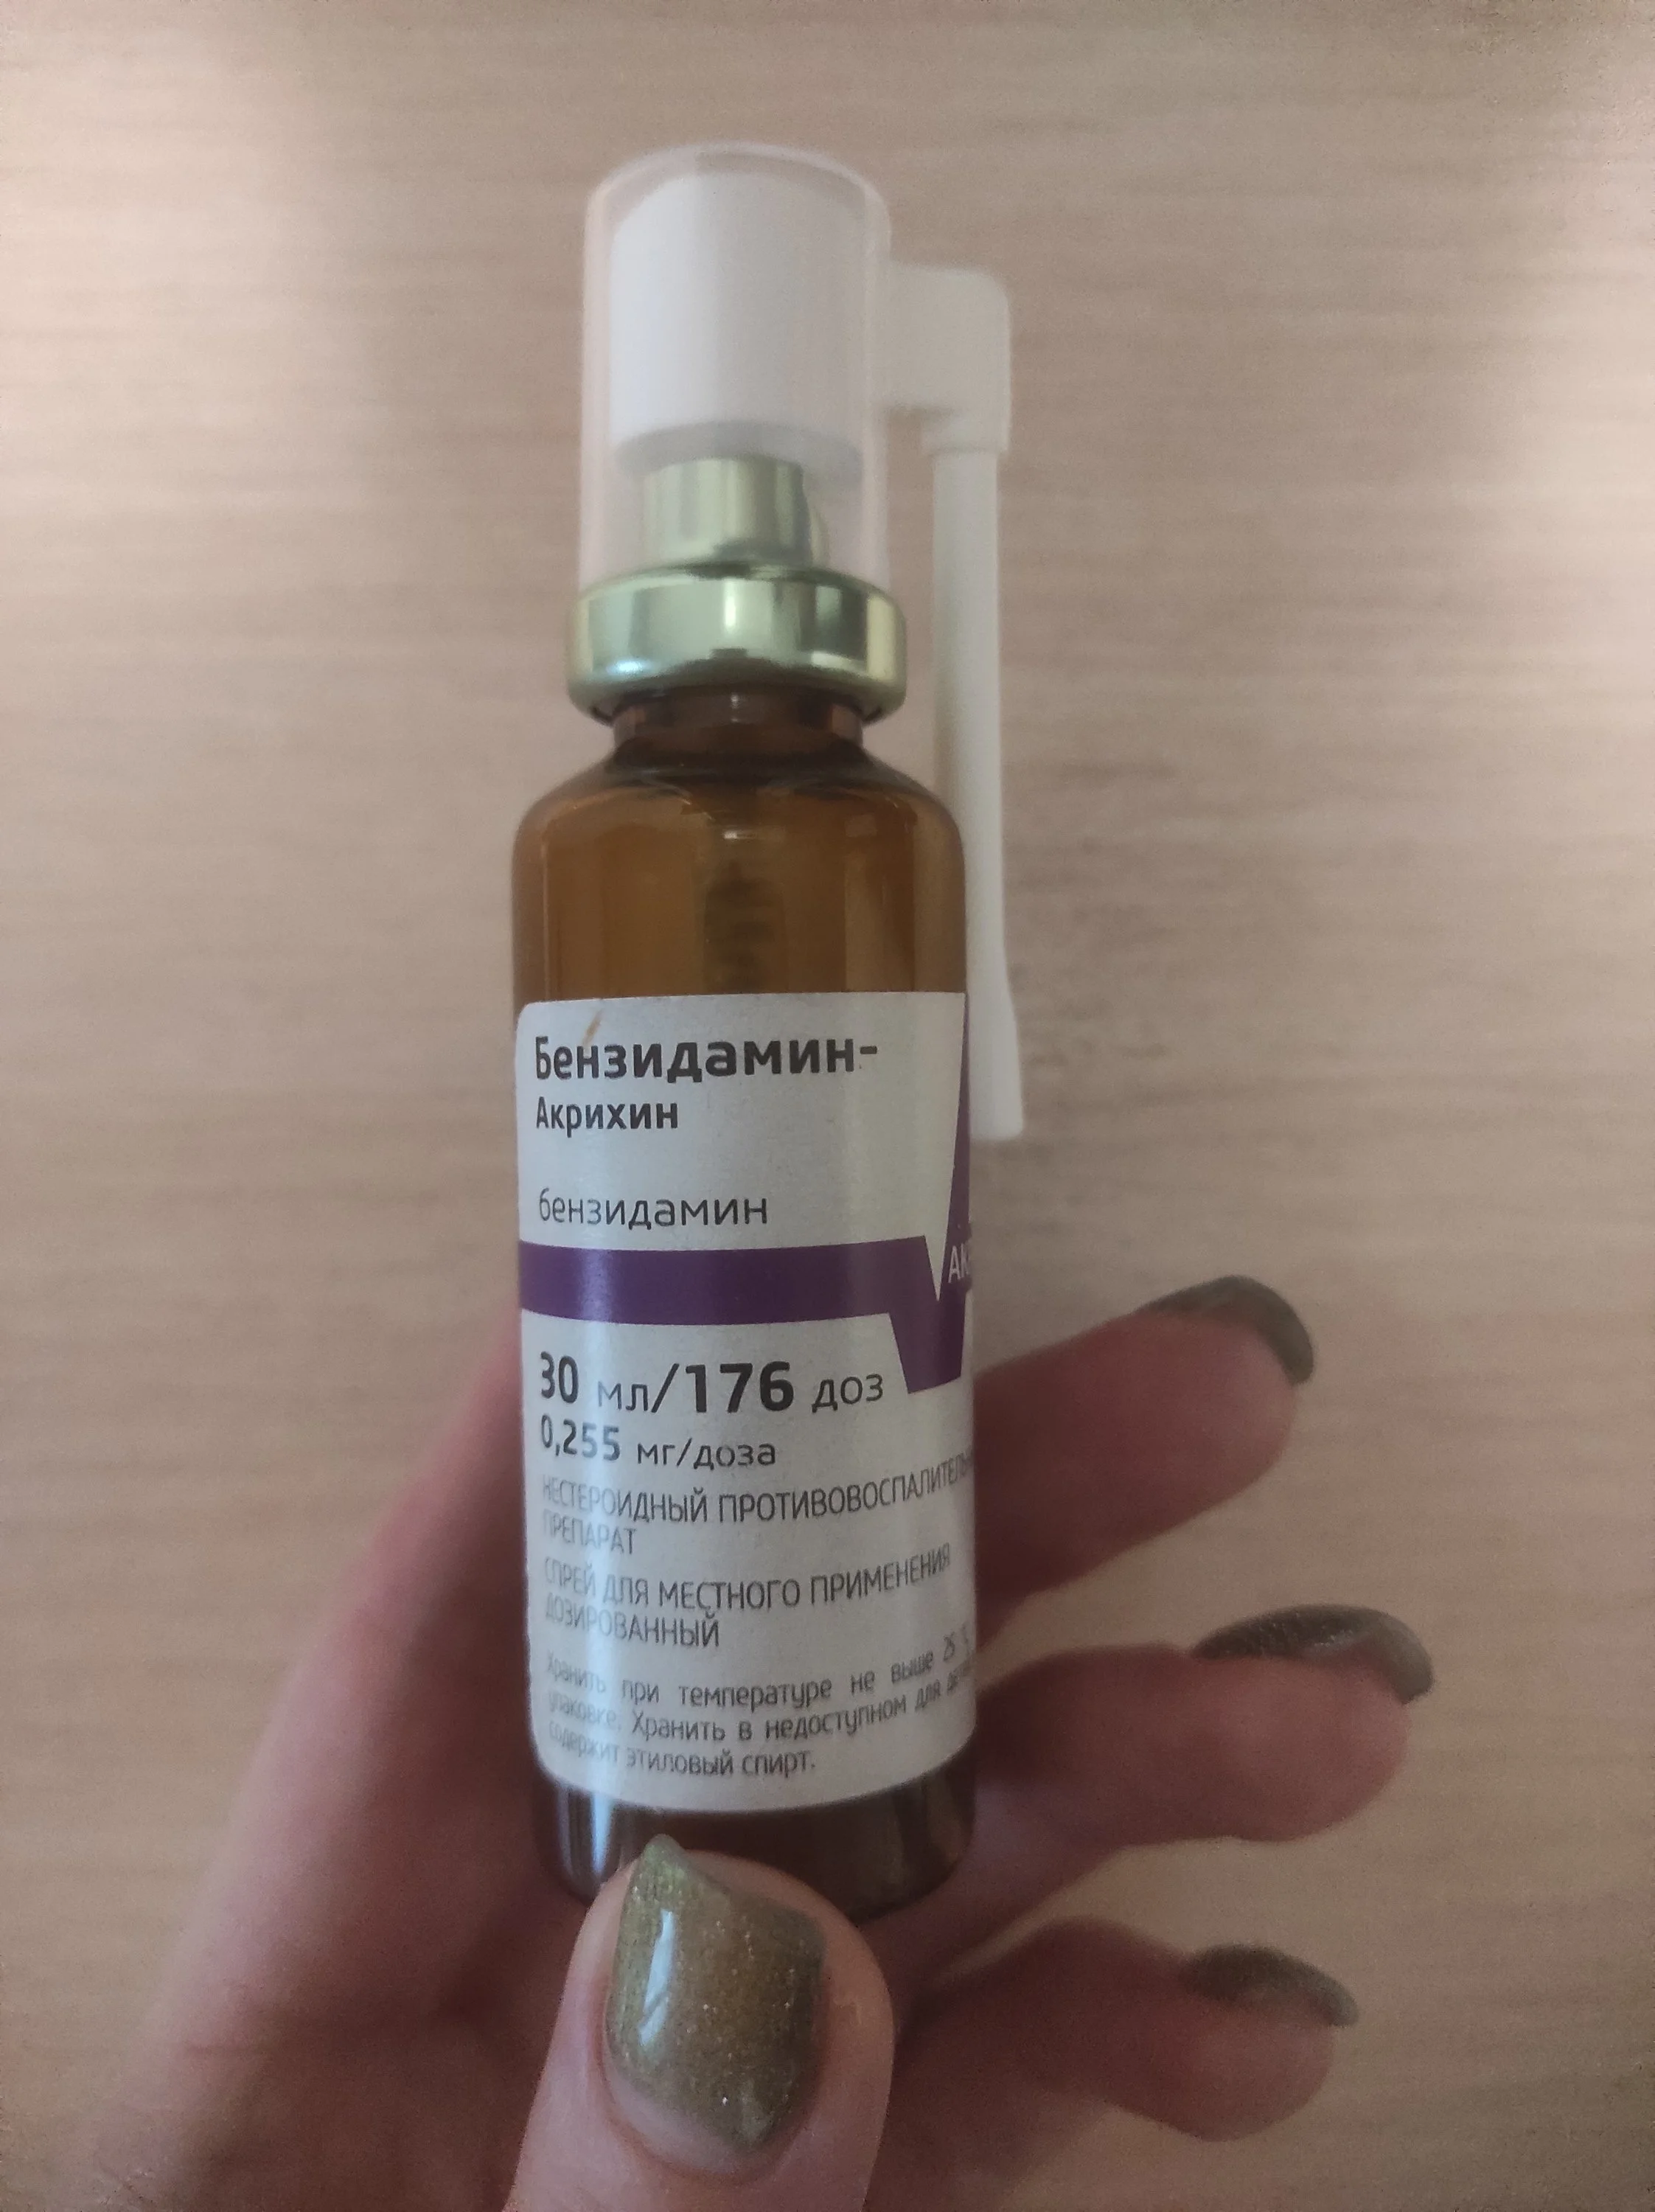 Бензидамин-
Акрихин
бензидамин
АК
30 мл/176 доз
0,255 мг/доза
НЕСТЕРОИДНЫЙ
ПРЕПАРАТ
СПРЕЙ ДЛЯ МЕСТНОГО ПРИМЕНЕНИЯ
ДОЗИРОВАННЫЙ
Хранить при температуре не выше 25
упаковке. Хранить в недоступном для
содержит этиловый спирт.